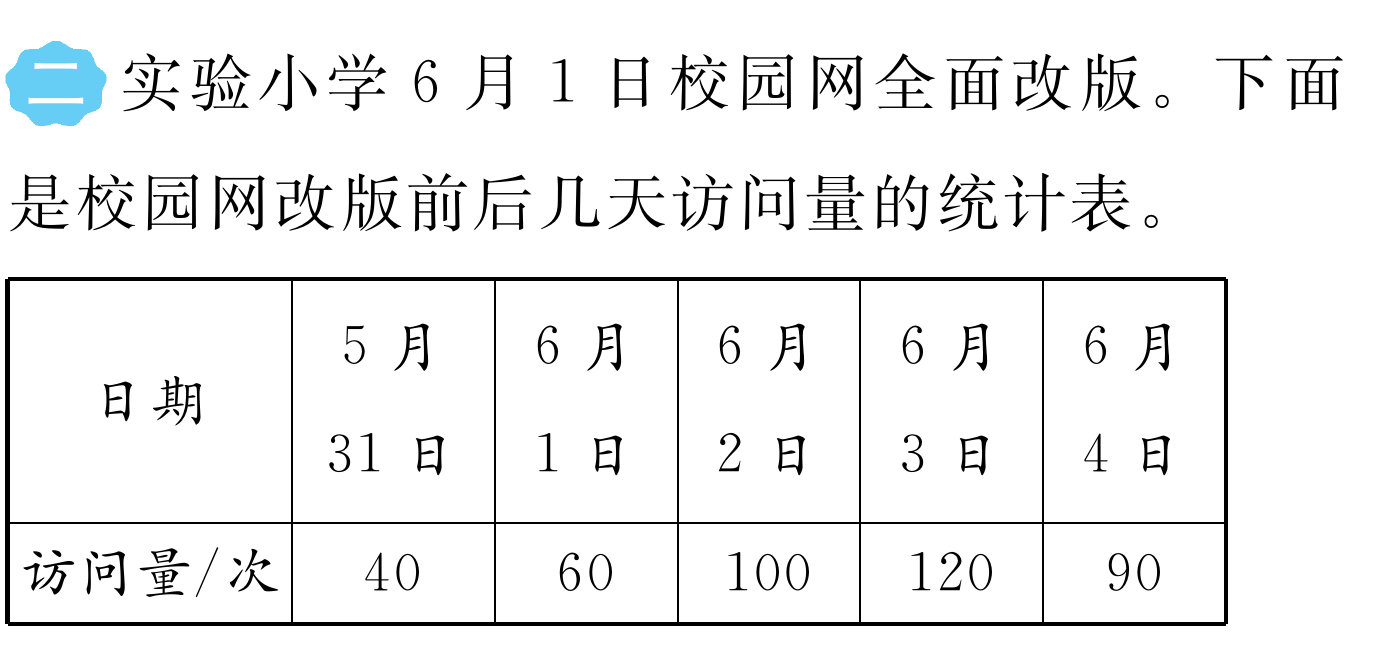 二 实验小学 6 月 1 日校园网全面改版。下面
是校园网改版前后几天访问量的统计表。
日期 5 月 31 日 6 月 1 日 6 月 2 日 6 月 3 日 6 月 4 日
访问量/次 40 60 100 120 90